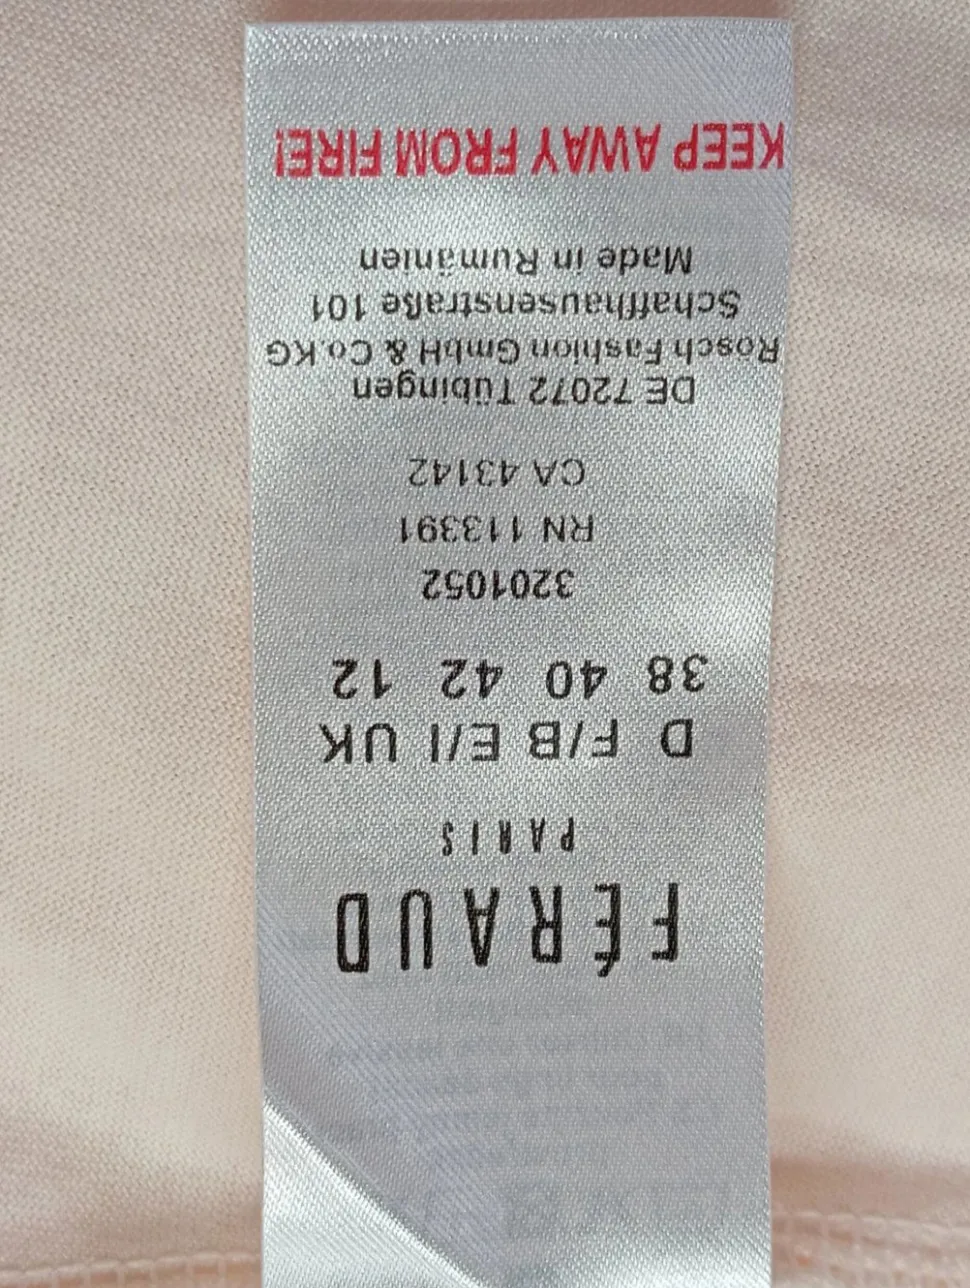 FÉRAUD
PARIS
D F/B E/I UK
38 40 42 12
3201052
RN 113391
CA 43142
DE 72072 Tübingen
Rosch Fashion GmbH & Co.KG
Schaffhausenstraße 101
Made in Rumänien
KEEP AWAY FROM FIRE!